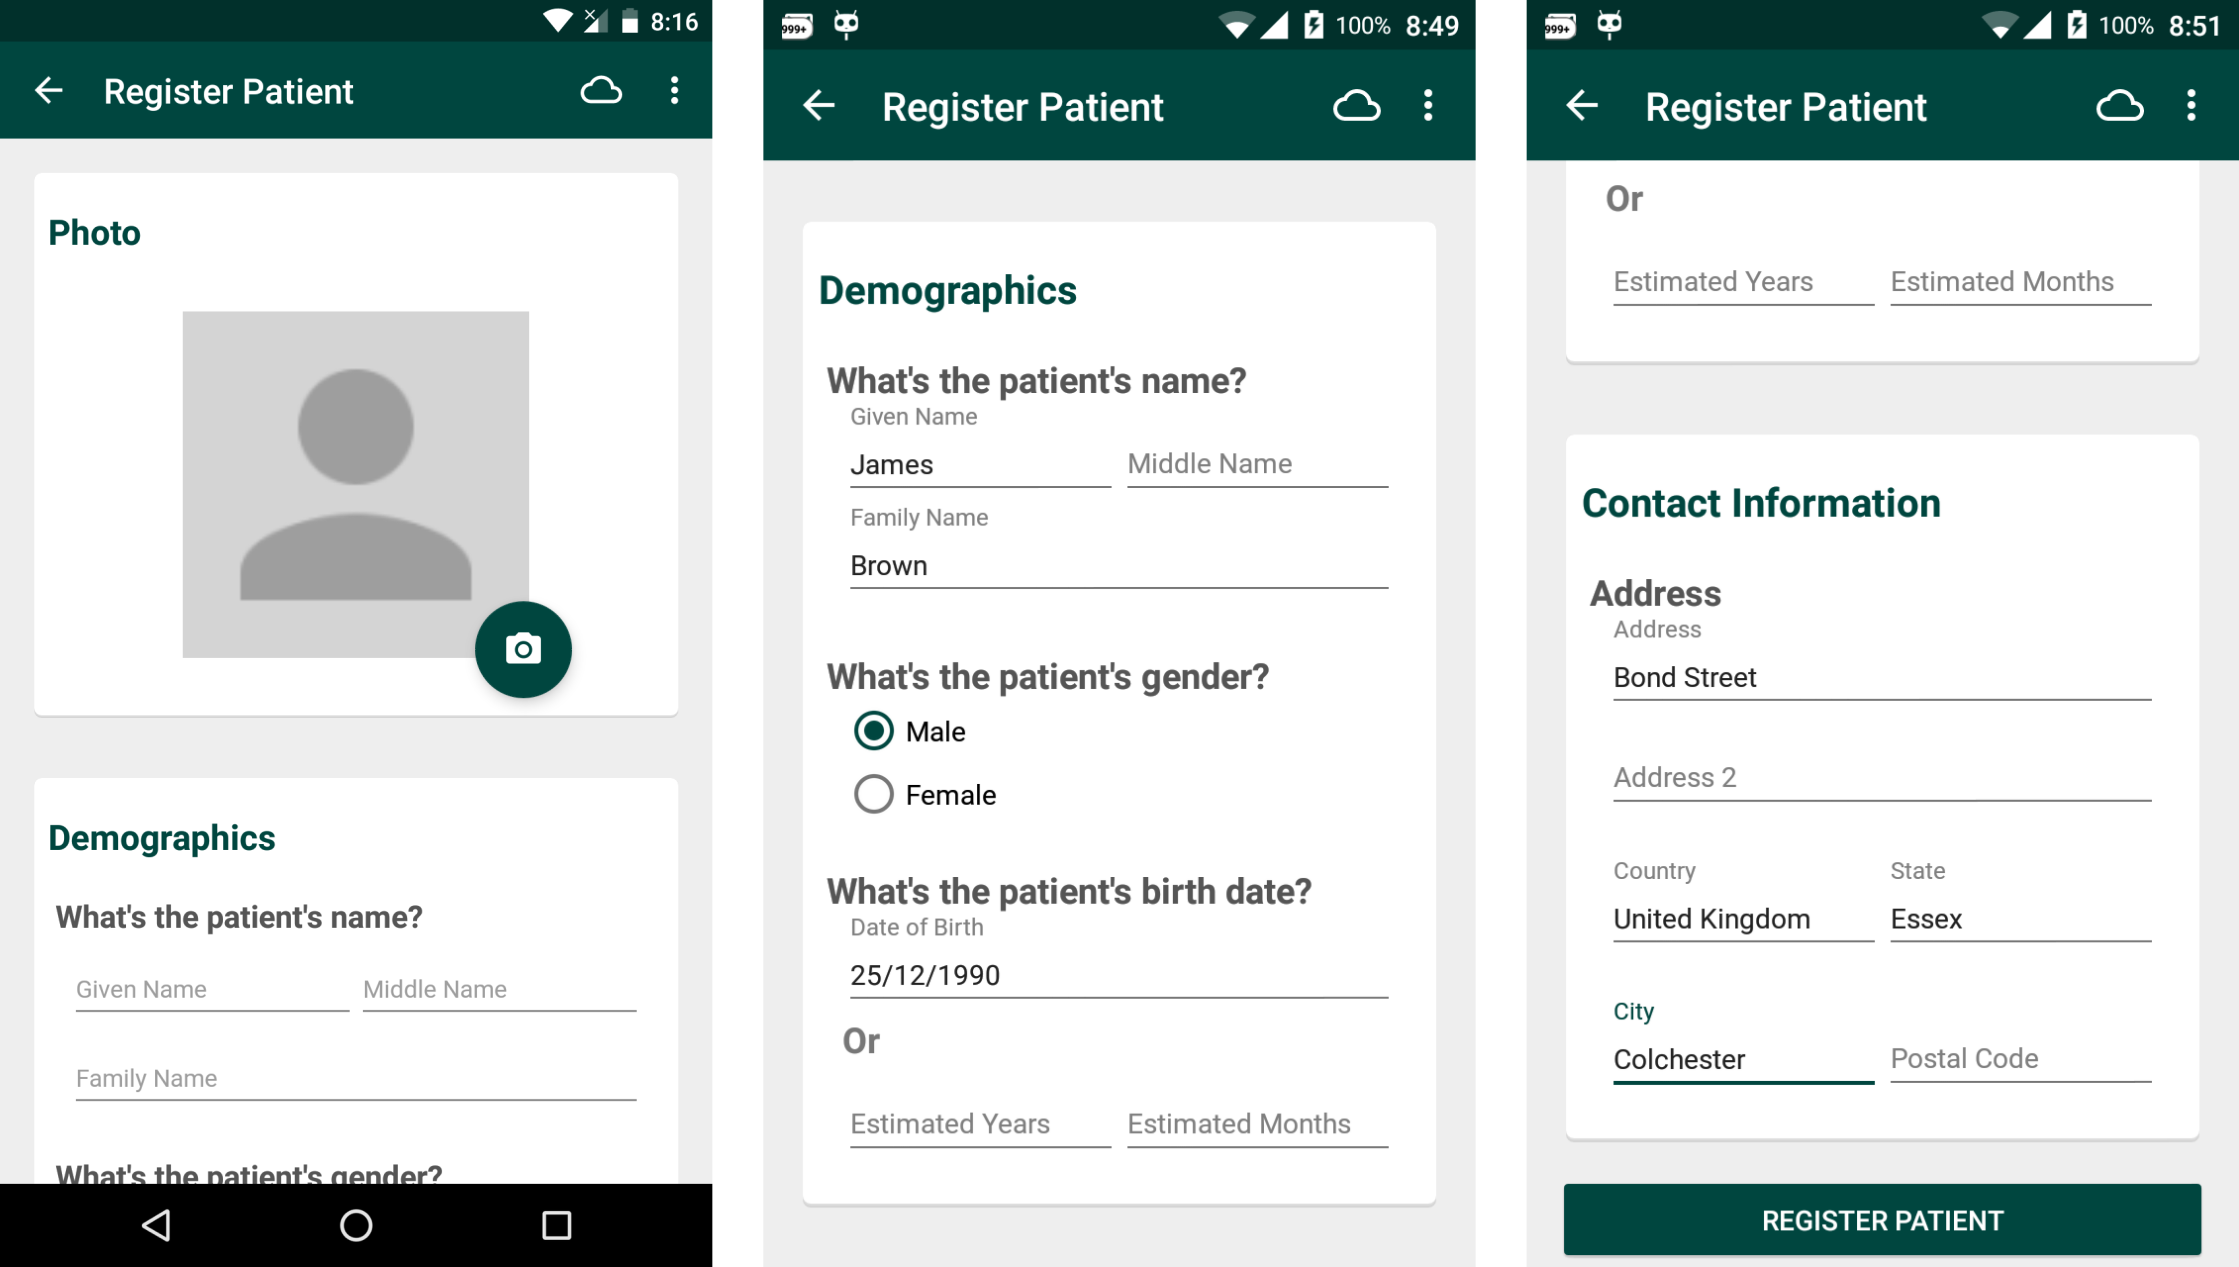 8:16
Register Patient
Photo
Demographics
What's the patient's name?
Given Name Middle Name
Family Name
What's the patient's gender?
999+ 100% 8:49
Register Patient
Demographics
What's the patient's name?
Given Name
James Middle Name
Family Name
Brown
What's the patient's gender?
Male
Female
What's the patient's birth date?
Date of Birth
25/12/1990
Or
Estimated Years Estimated Months
999+ 100% 8:51
Register Patient
Or
Estimated Years Estimated Months
Contact Information
Address
Address
Bond Street
Address 2
Country State
United Kingdom Essex
City
Colchester Postal Code
REGISTER PATIENT